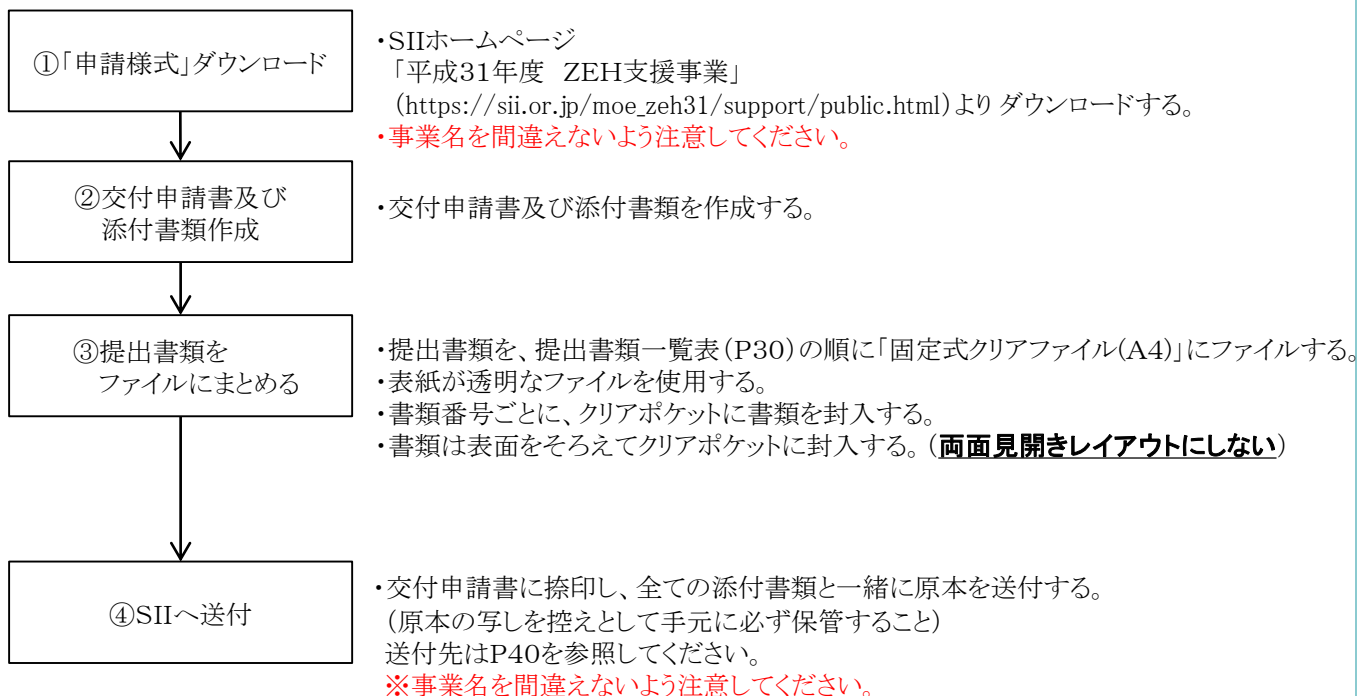 ①「申請様式」ダウンロード
・SIIホームページ
「平成31年度　ZEH支援事業」
(https://sii.or.jp/moe_zeh31/support/public.html)より ダウンロードする。
・事業名を間違えないよう注意してください。
②交付申請書及び
添付書類作成
・交付申請書及び添付書類を作成する。
③提出書類を
ファイルにまとめる
・提出書類を、提出書類一覧表(P30)の順に「固定式クリアファイル(A4)」にファイルする。
・表紙が透明なファイルを使用する。
・書類番号ごとに、クリアポケットに書類を封入する。
・書類は表面をそろえてクリアポケットに封入する。(両面見開きレイアウトにしない)
④SIIへ送付
・交付申請書に捺印し、全ての添付書類と一緒に原本を送付する。
(原本の写しを控えとして手元に必ず保管すること)
送付先はP40を参照してください。
※事業名を間違えないよう注意してください。